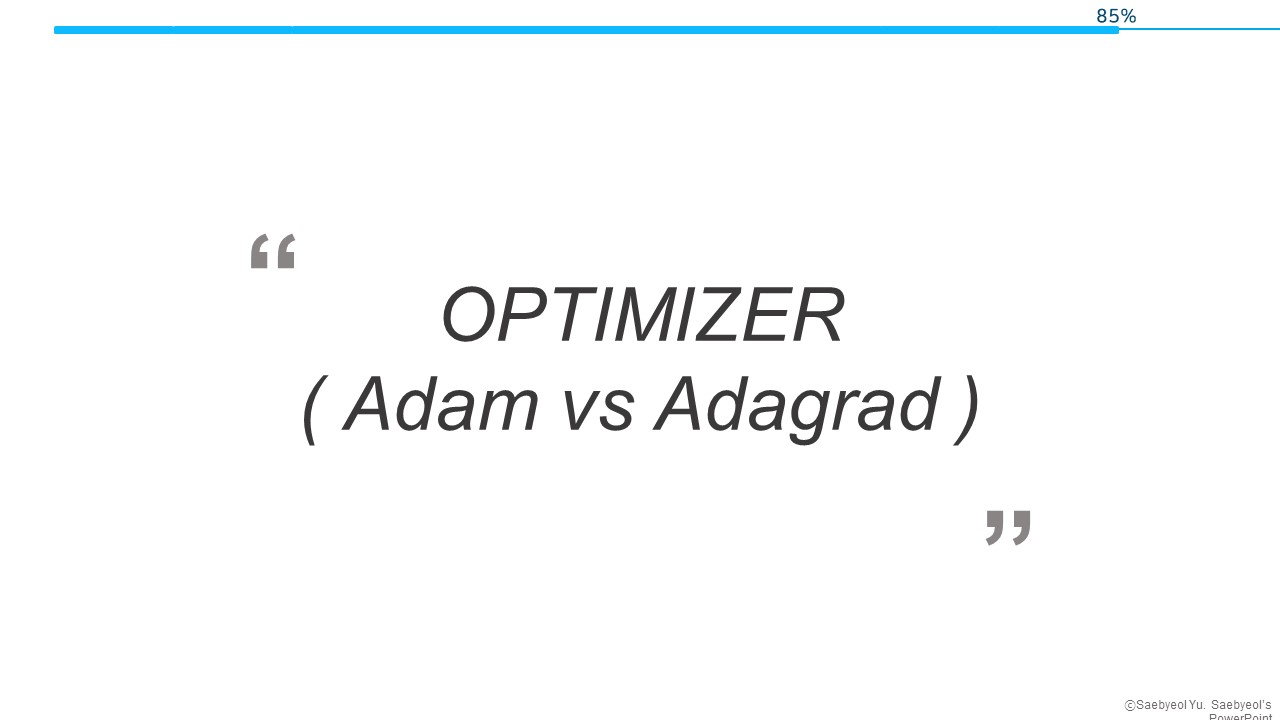 85%
“
OPTIMIZER
( Adam vs Adagrad )
”
ⓒSaebyeol Yu. Saebyeol's
PowerPoint